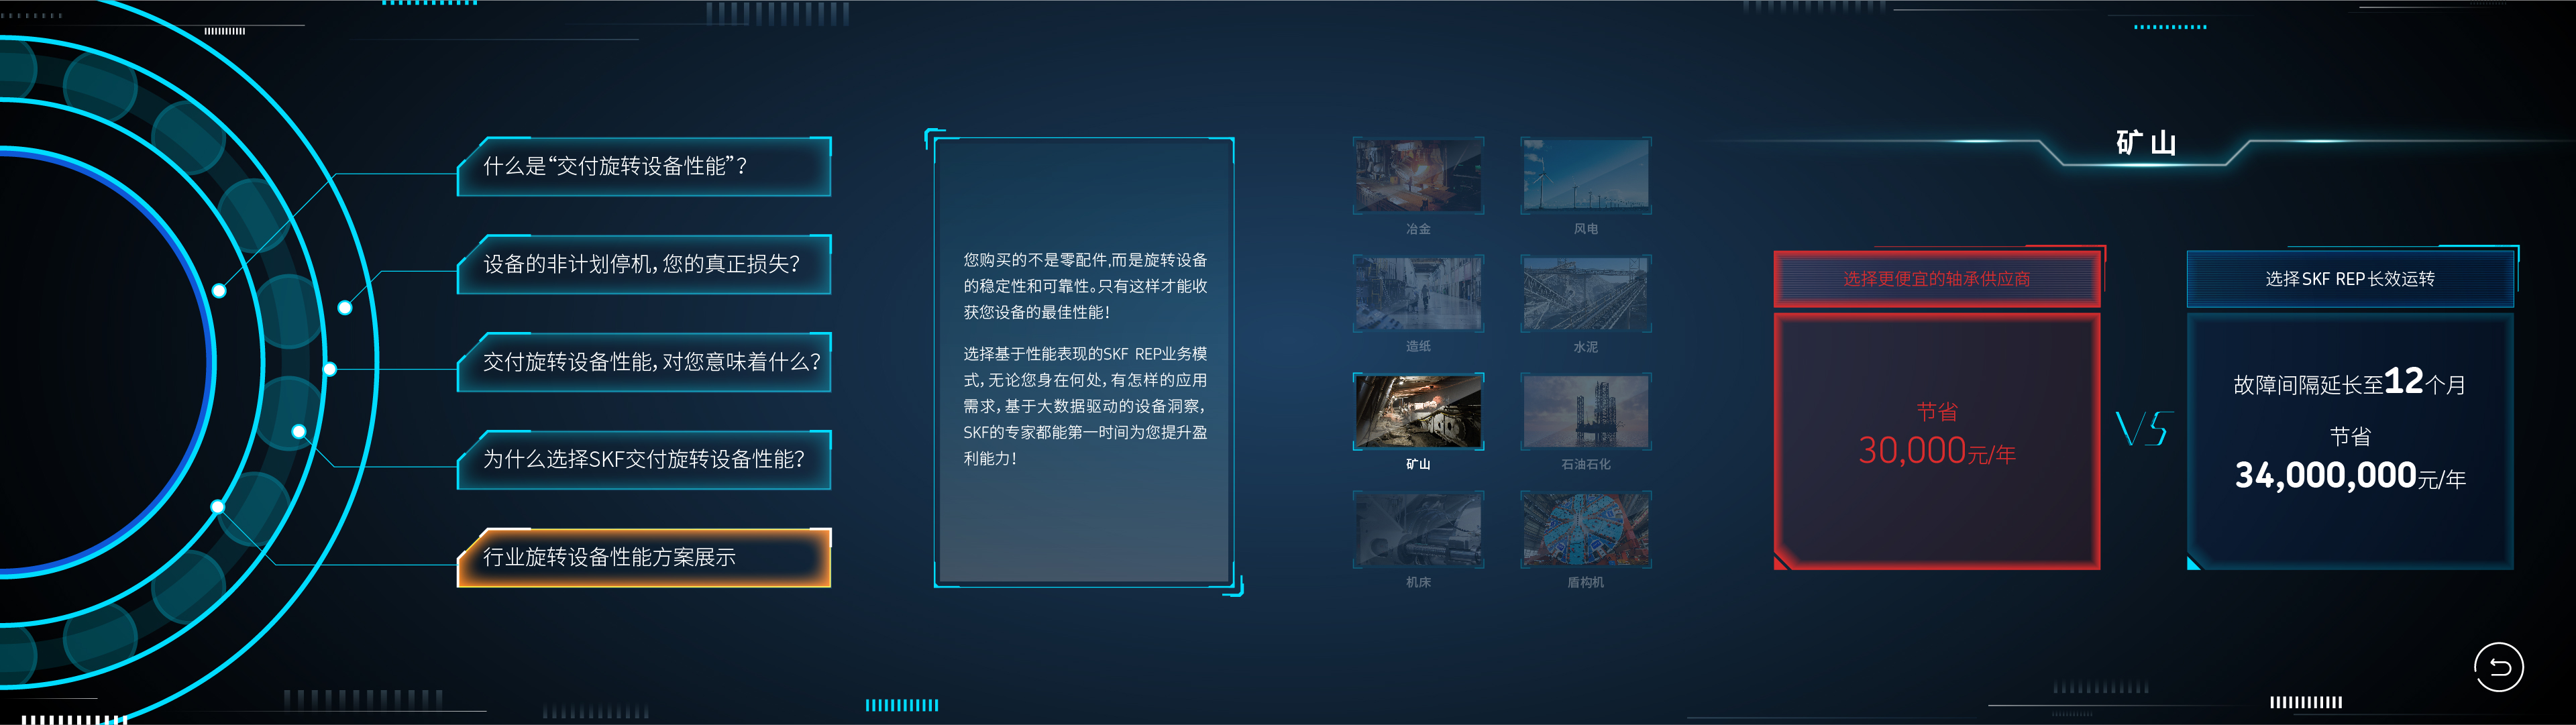 什么是“交付旋转设备性能”？
设备的非计划停机，您的真正损失？
交付旋转设备性能，对您意味着什么？
为什么选择SKF交付旋转设备性能？
行业旋转设备性能方案展示
您购买的不是零配件,而是旋转设备
的稳定性和可靠性。只有这样才能收
获您设备的最佳性能！
选择基于性能表现的SKF REP业务模
式，无论您身在何处，有怎样的应用
需求，基于大数据驱动的设备洞察，
SKF的专家都能第一时间为您提升盈
利能力！
冶金
风电
造纸
水泥
矿山
石油石化
机床
盾构机
矿山
选择更便宜的轴承供应商
节省
30,000元/年
VS
选择SKF REP长效运转
故障间隔延长至12个月
节省
34,000,000元/年